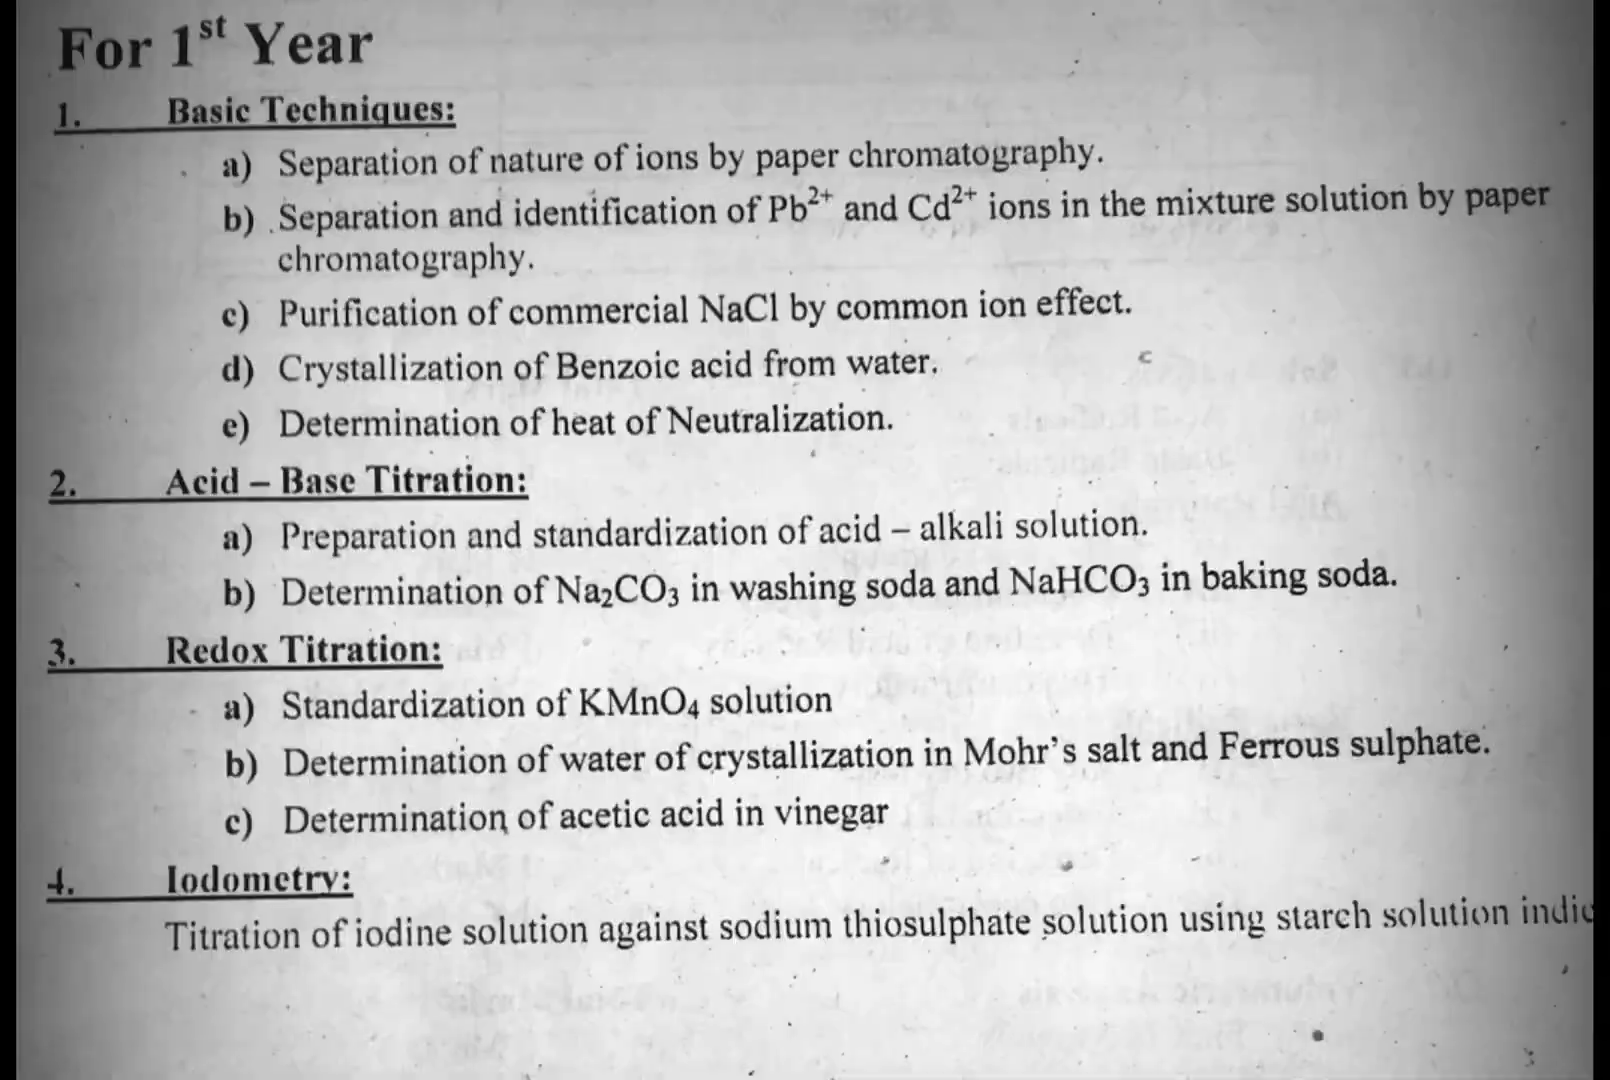 For 1st Year
1. Basic Techniques:
a) Separation of nature of ions by paper chromatography.
b) Separation and identification of Pb²⁺ and Cd²⁺ ions in the mixture solution by paper
chromatography.
c) Purification of commercial NaCl by common ion effect.
d) Crystallization of Benzoic acid from water.
e) Determination of heat of Neutralization.
2. Acid – Base Titration:
a) Preparation and standardization of acid – alkali solution.
b) Determination of Na₂CO₃ in washing soda and NaHCO₃ in baking soda.
3. Redox Titration:
a) Standardization of KMnO₄ solution
b) Determination of water of crystallization in Mohr's salt and Ferrous sulphate.
c) Determination of acetic acid in vinegar
4. Iodometry:
Titration of iodine solution against sodium thiosulphate solution using starch solution indic